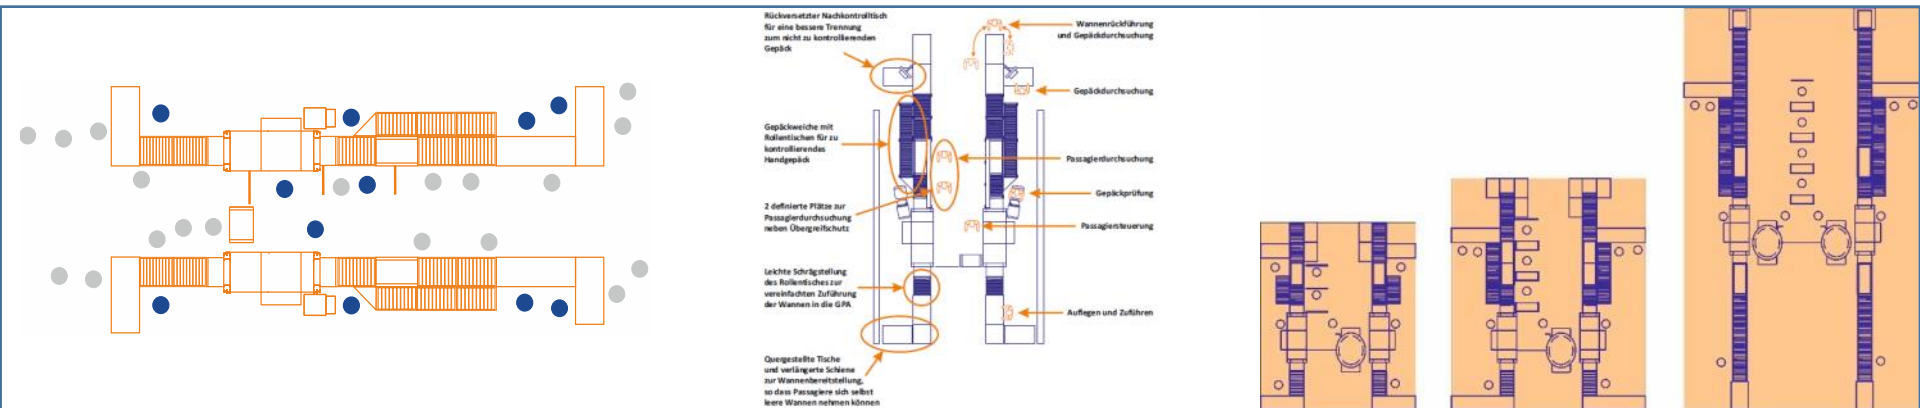 Rückversetzter Nachkontrolltisch
für eine bessere Trennung
zum nicht zu kontrollierenden
Gepäck
Gepäckweiche mit
Rollentischen für zu
kontrollierendes
Handgepäck
2 definierte Plätze zur
Passagierdurchsuchung
neben Übergreifschutz
Leichte Schrägstellung
des Rollentisches zur
vereinfachten Zuführung
der Wannen in die GPA
Quergestellte Tische
und verlängerte Schiene
zur Wannenbereitstellung,
so dass Passagiere sich selbst
leere Wannen nehmen können
Wannenrückführung
und Gepäckdurchsuchung
Gepäckdurchsuchung
Passagierdurchsuchung
Gepäckprüfung
Passagiersteuerung
Auflegen und Zuführen